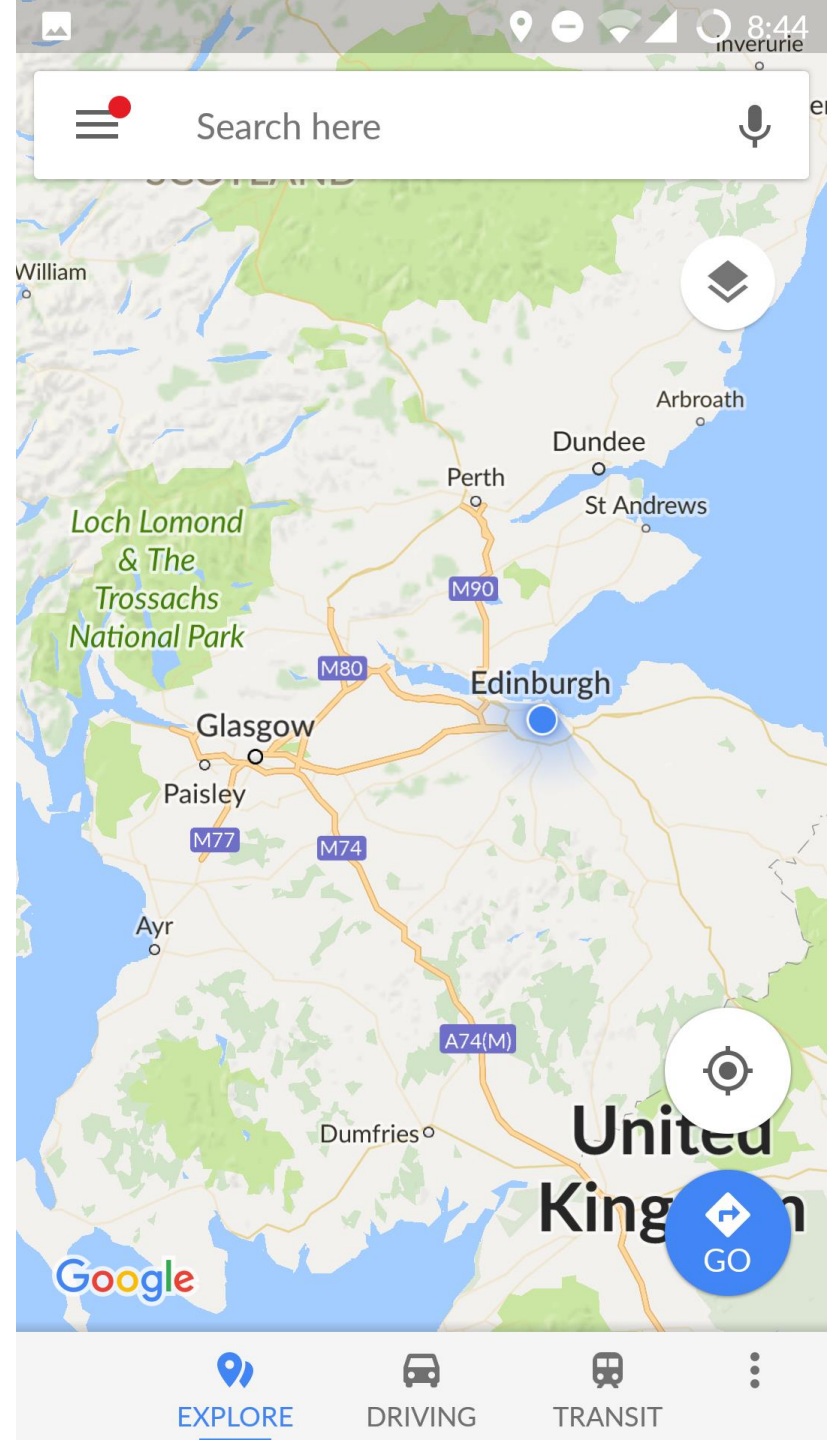 8:44
Inverurie
Search here
SCOTLAND
William
Arbroath
Dundee
Perth
St Andrews
Loch Lomond
& The
Trossachs
National Park
M90
M80
Edinburgh
Glasgow
Paisley
M77
M74
Ayr
A74(M)
United
Dumfries
Kingdom
GO
Google
EXPLORE
DRIVING
TRANSIT